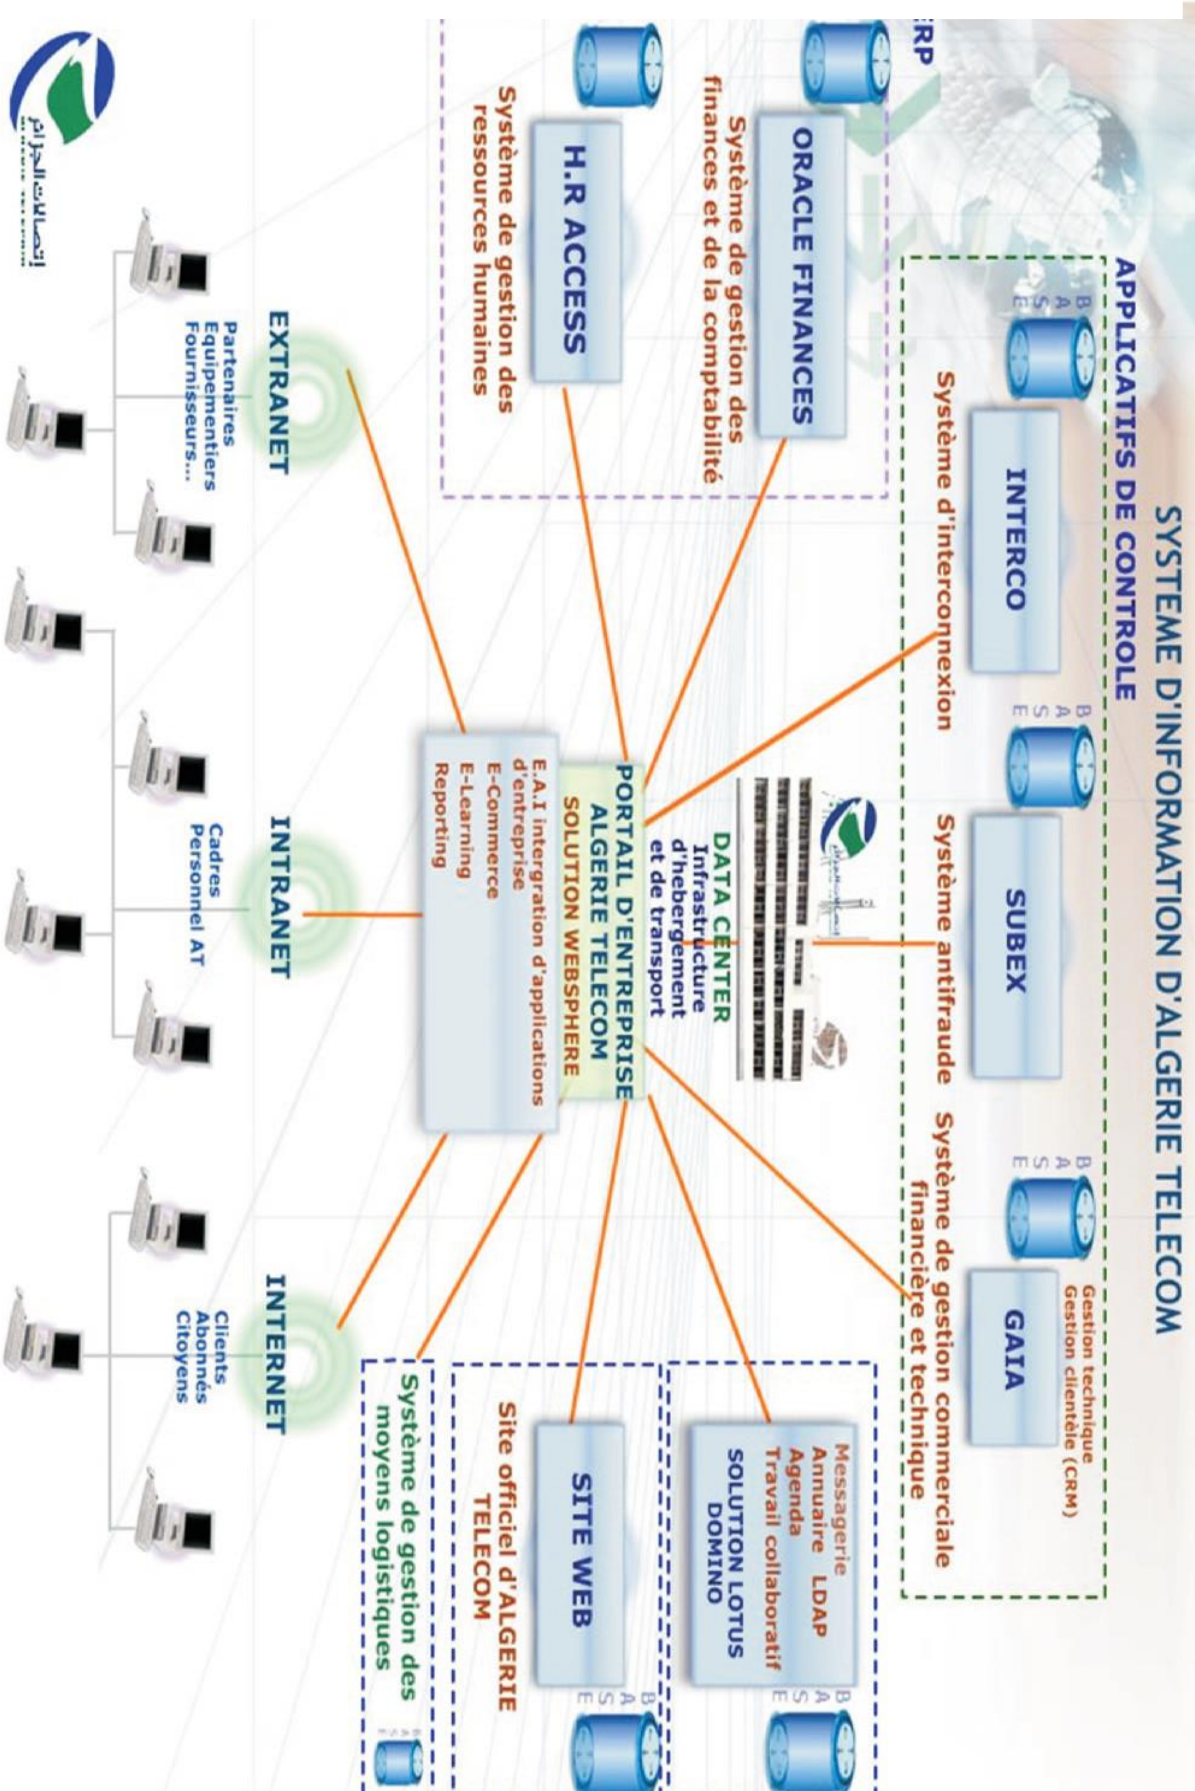 SYSTEME D'INFORMATION D'ALGERIE TELECOM
APPLICATIFS DE CONTROLE
BASE
INTERCO
Système d'interconnexion
BASE
SUBEX
Système antifraude
BASE
Gestion technique
Gestion clientèle (CRM)
GAIA
Système de gestion commerciale
financière et technique
ERP
ORACLE FINANCES
Système de gestion des
finances et de la comptabilité
H.R ACCESS
Système de gestion des
ressources humaines
DATA CENTER
Infrastructure
d'hebergement
et de transport
PORTAIL D'ENTREPRISE
ALGERIE TELECOM
SOLUTION WEBSPHERE
E.A.I intergration d'applications
d'entreprise
E-Commerce
E-Learning
Reporting
Messagerie
Annuaire LDAP
Agenda
Travail collaboratif
SOLUTION LOTUS
DOMINO
BASE
SITE WEB
Site officiel d'ALGERIE
TELECOM
BASE
Système de gestion des
moyens logistiques
BASE
EXTRANET
Partenaires
Equipementiers
Fournisseurs...
INTRANET
Cadres
Personnel AT
INTERNET
Clients
Abonnés
Citoyens
إتصالات الجزائر